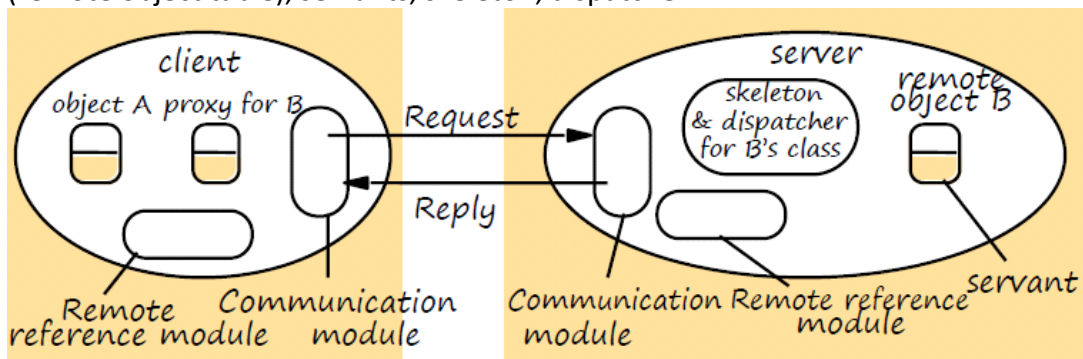 client
object A proxy for B
Request
Reply
Remote
reference module
Communication
module
server
remote
object B
skeleton
& dispatcher
for B's class
Communication
module
Remote reference
module
servant